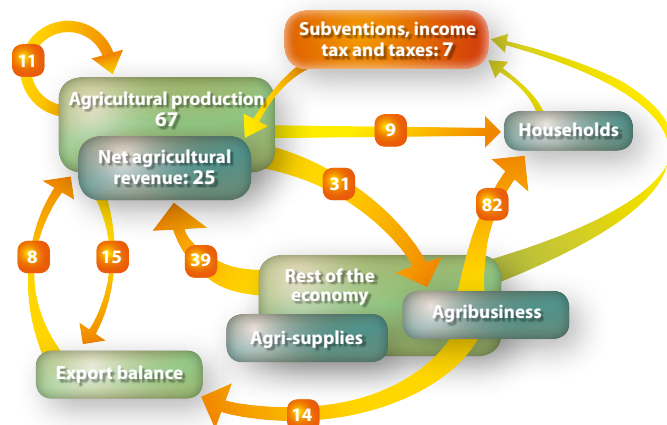 Subventions, income
tax and taxes: 7
11
Agricultural production
67
9
Households
Net agricultural
revenue: 25
31
82
8
15
39
Rest of the
economy
Agribusiness
Agri-supplies
Export balance
14